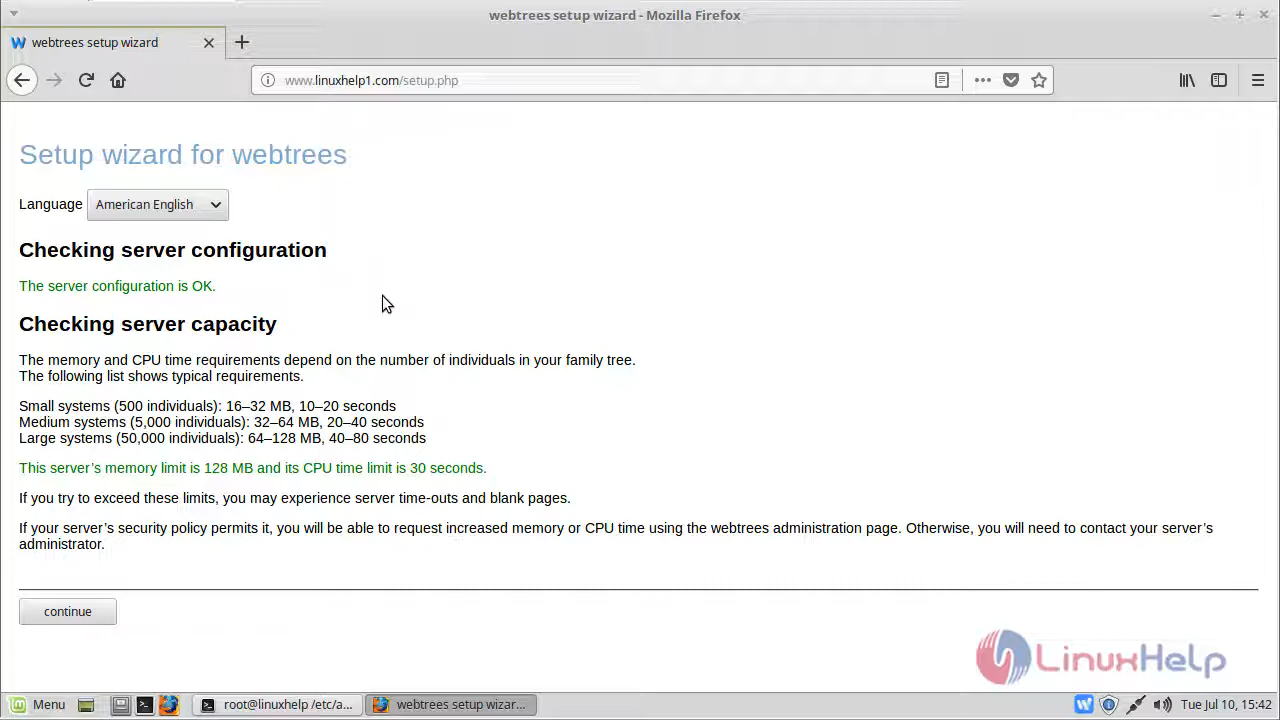 webtrees setup wizard - Mozilla Firefox
webtrees setup wizard
www.linuxhelp1.com/setup.php
Setup wizard for webtrees
Language American English
Checking server configuration
The server configuration is OK.
Checking server capacity
The memory and CPU time requirements depend on the number of individuals in your family tree.
The following list shows typical requirements.
Small systems (500 individuals): 16–32 MB, 10–20 seconds
Medium systems (5,000 individuals): 32–64 MB, 20–40 seconds
Large systems (50,000 individuals): 64–128 MB, 40–80 seconds
This server’s memory limit is 128 MB and its CPU time limit is 30 seconds.
If you try to exceed these limits, you may experience server time-outs and blank pages.
If your server’s security policy permits it, you will be able to request increased memory or CPU time using the webtrees administration page. Otherwise, you will need to contact your server’s
administrator.
continue
LinuxHelp
Menu root@linuxhelp /etc/a... webtrees setup wizar... Tue Jul 10, 15:42